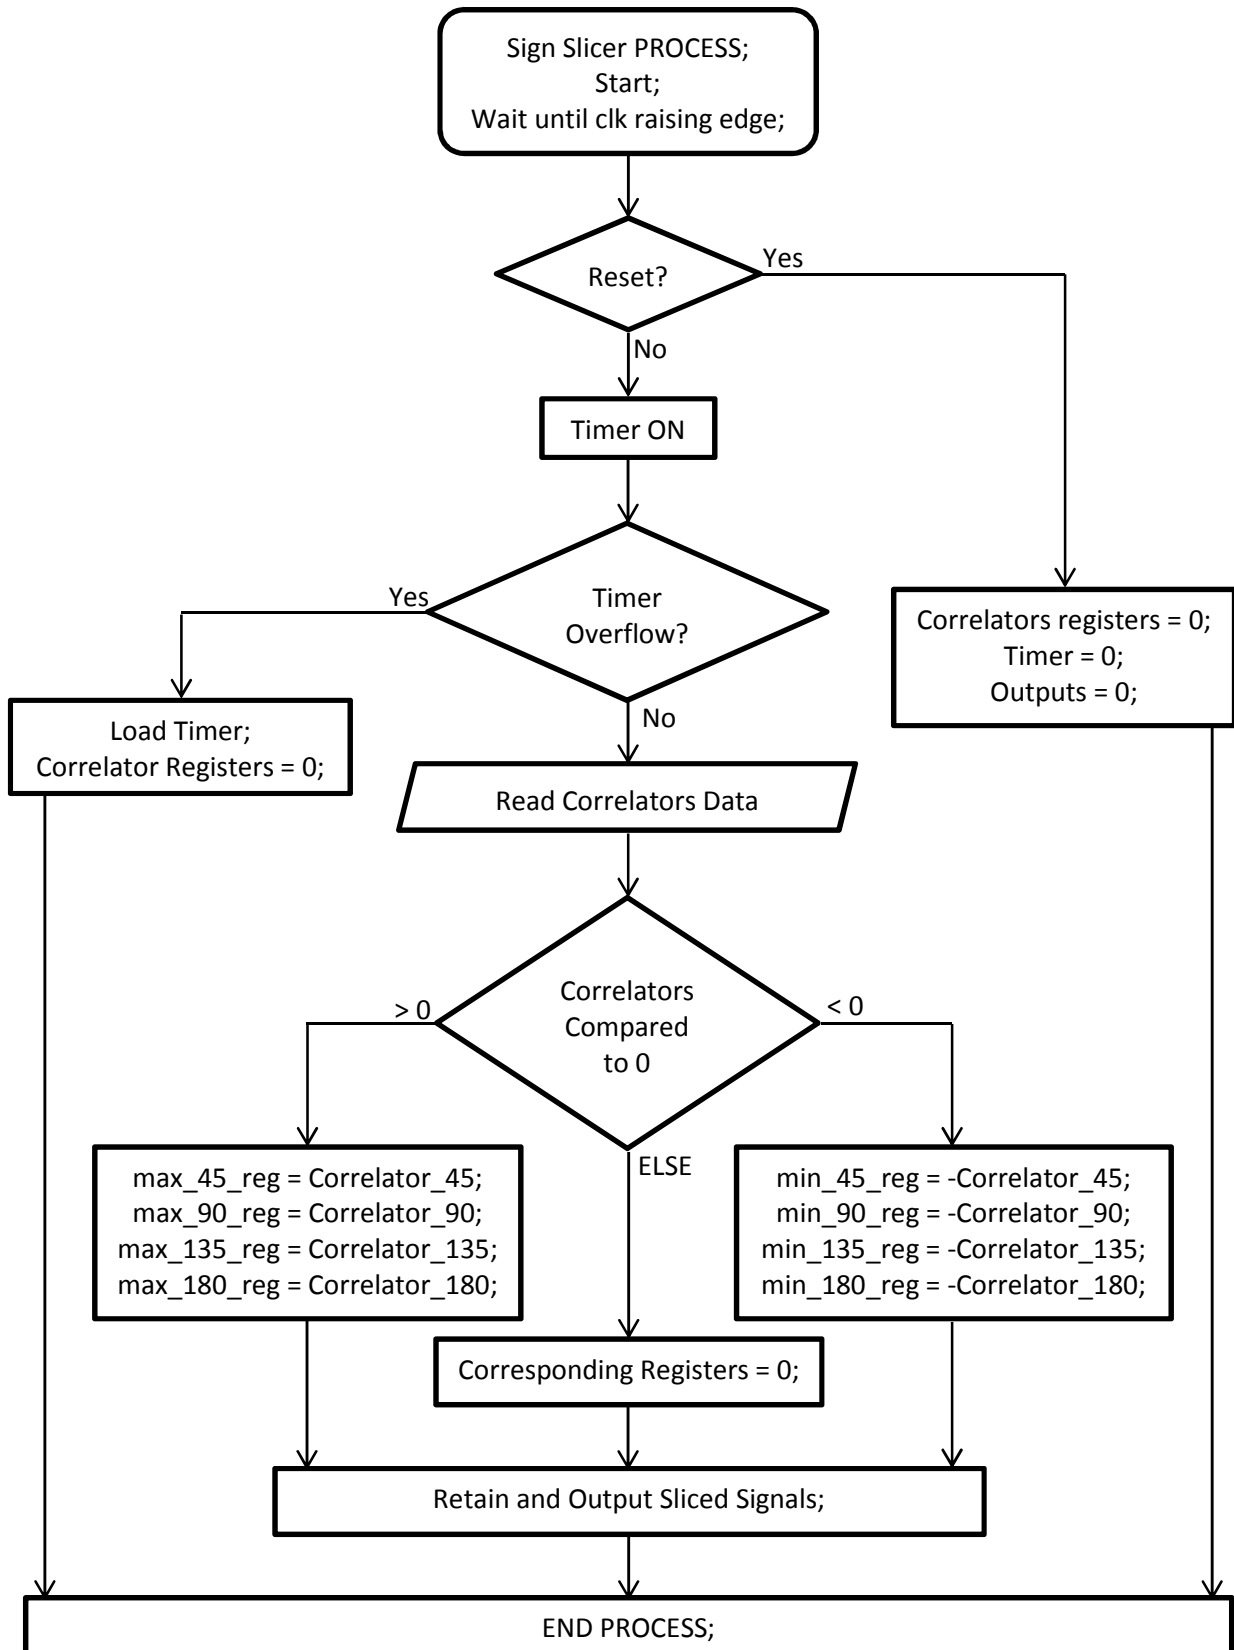 Sign Slicer PROCESS;
Start;
Wait until clk raising edge;
Reset?
Yes
No
Timer ON
Timer
Overflow?
Yes
No
Correlators registers = 0;
Timer = 0;
Outputs = 0;
Load Timer;
Correlator Registers = 0;
Read Correlators Data
Correlators
Compared
to 0
> 0
< 0
ELSE
max_45_reg = Correlator_45;
max_90_reg = Correlator_90;
max_135_reg = Correlator_135;
max_180_reg = Correlator_180;
min_45_reg = -Correlator_45;
min_90_reg = -Correlator_90;
min_135_reg = -Correlator_135;
min_180_reg = -Correlator_180;
Corresponding Registers = 0;
Retain and Output Sliced Signals;
END PROCESS;